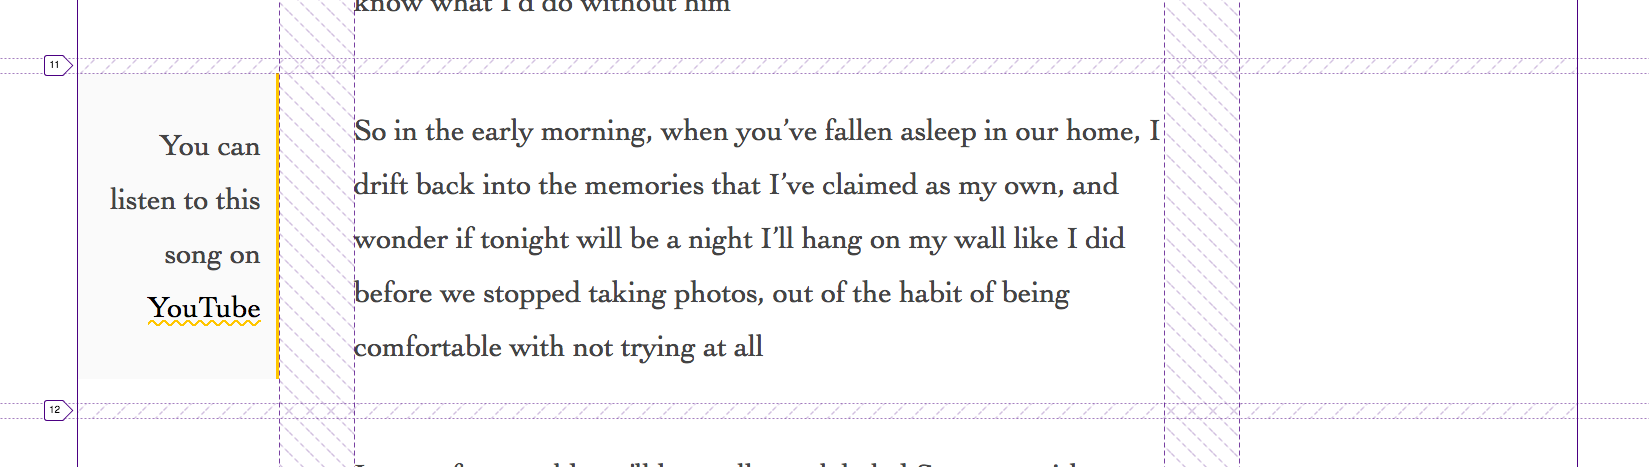 know what I'd do without him
11
You can
listen to this
song on
YouTube
So in the early morning, when you’ve fallen asleep in our home, I
drift back into the memories that I’ve claimed as my own, and
wonder if tonight will be a night I’ll hang on my wall like I did
before we stopped taking photos, out of the habit of being
comfortable with not trying at all
12